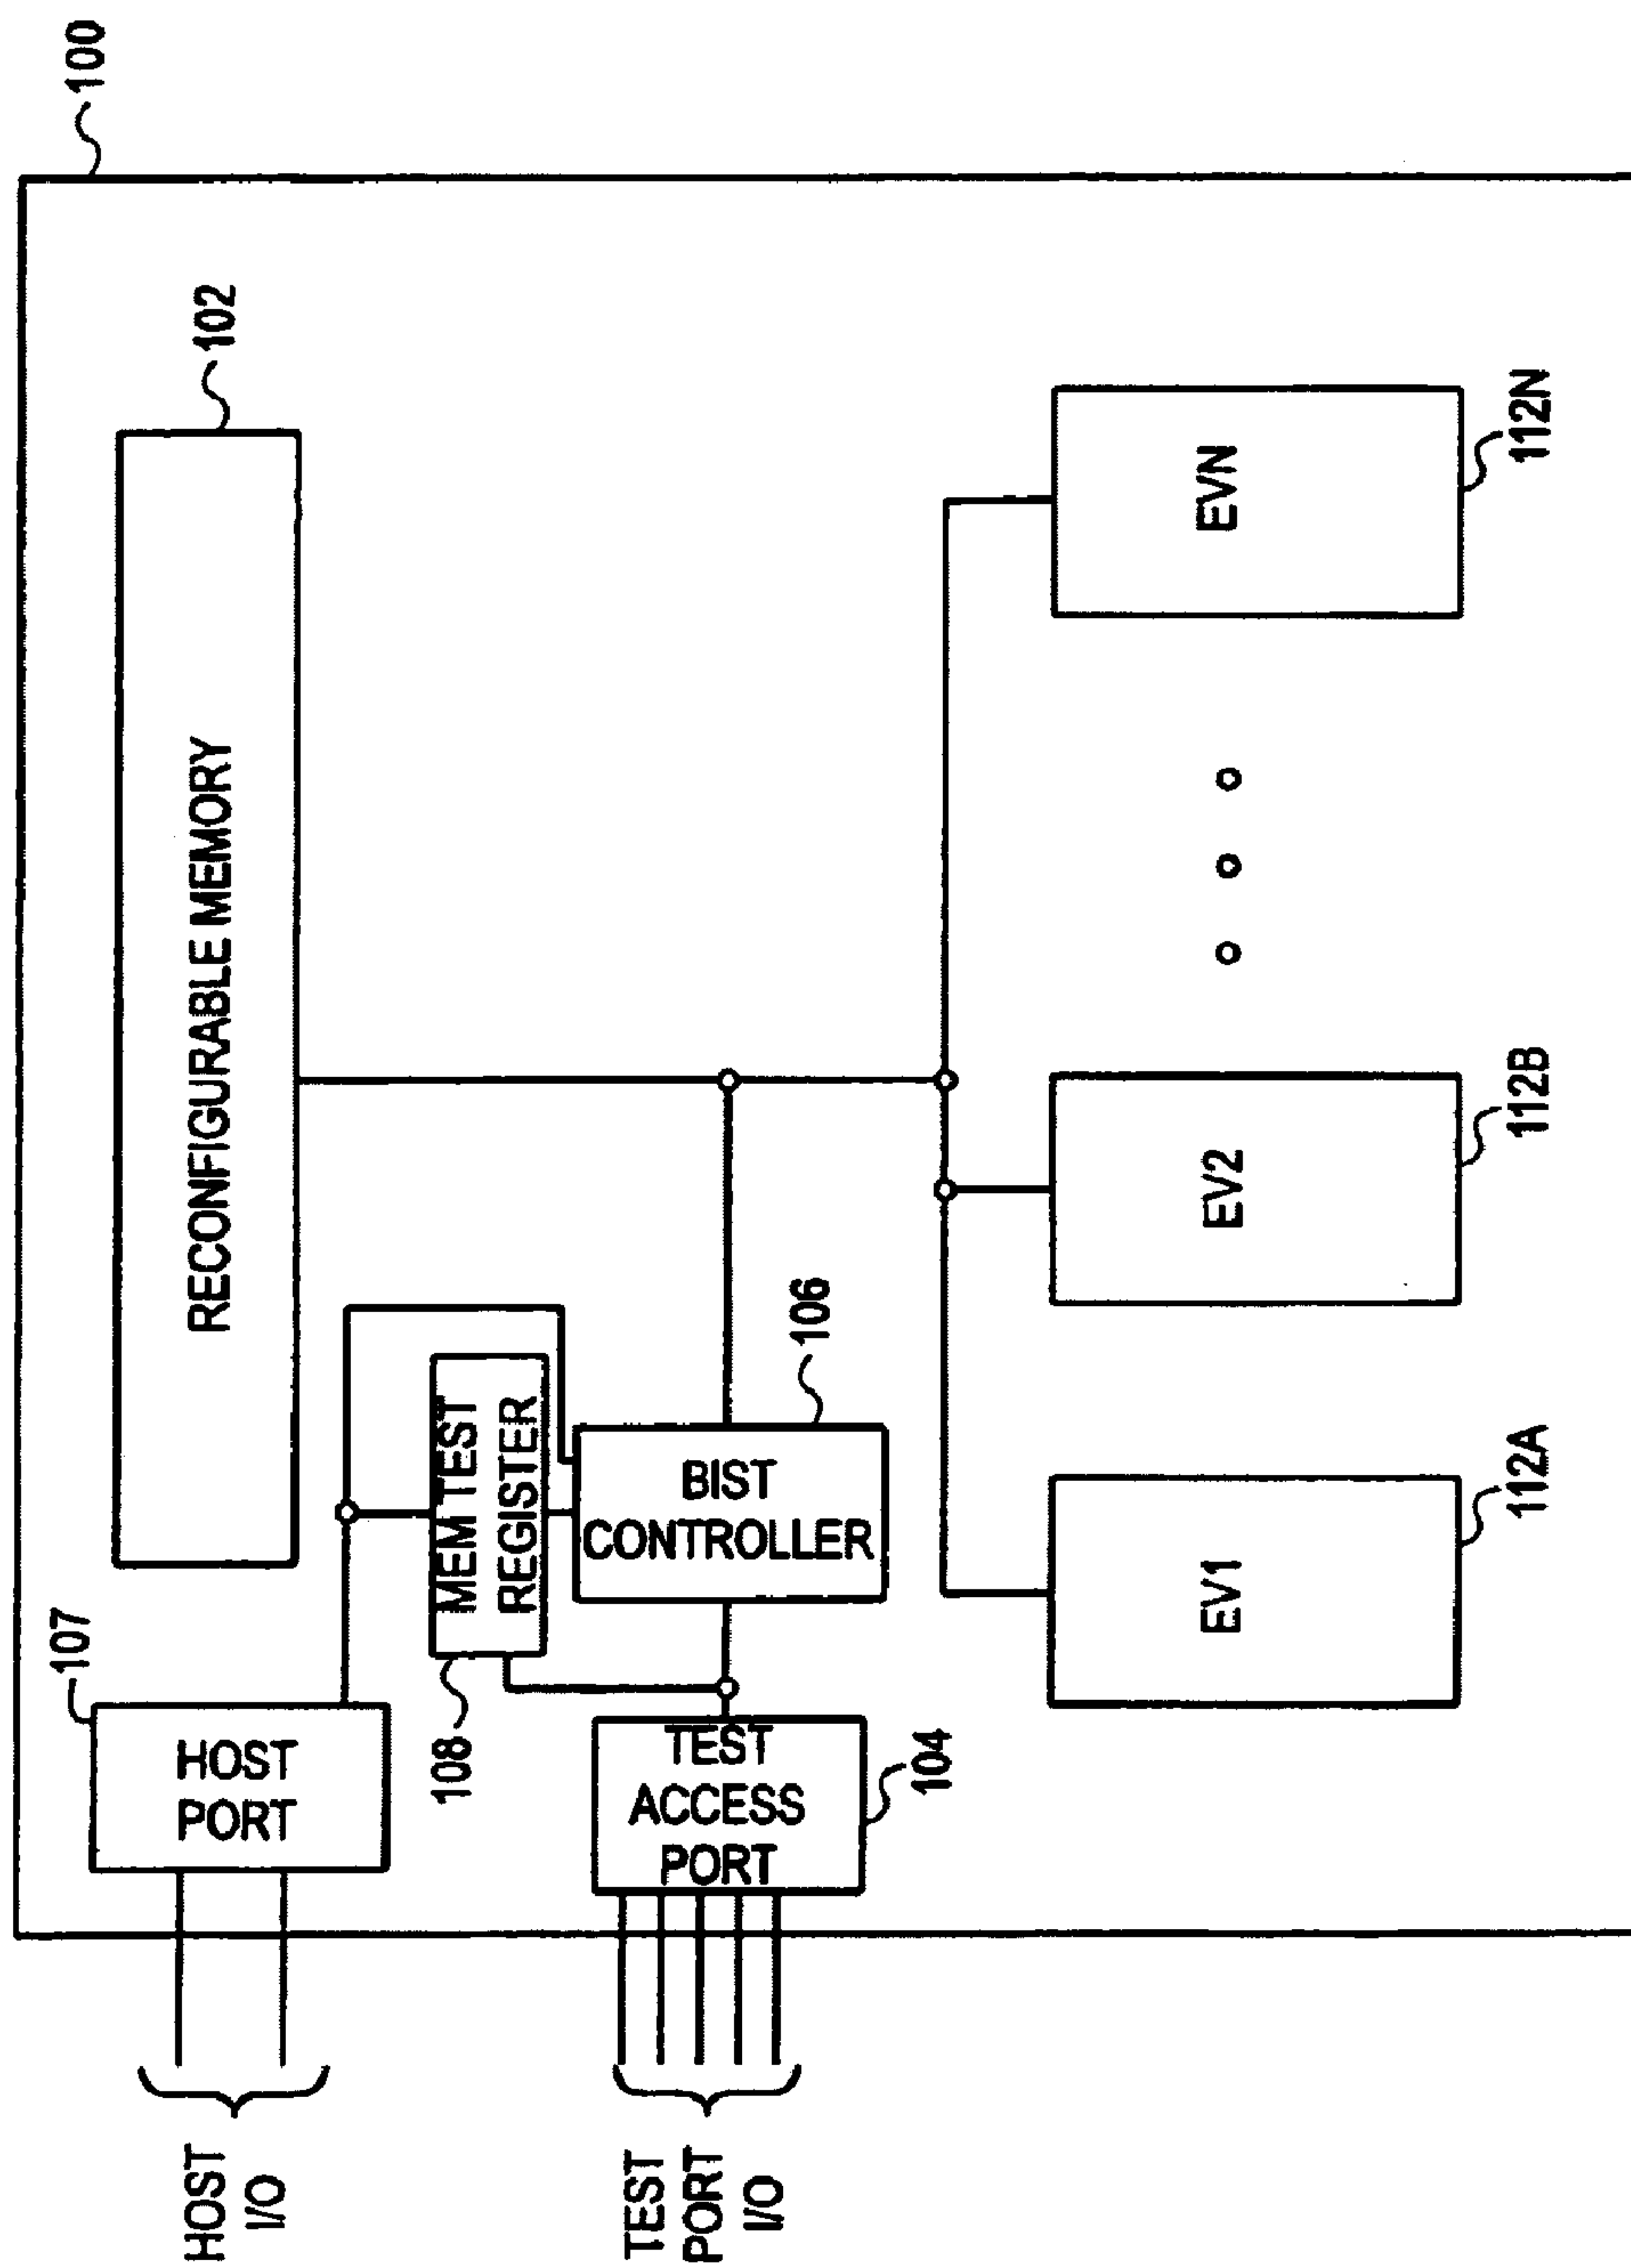 100
102
RECONFIGURABLE MEMORY
107
HOST
PORT
HOST
I/O
MEM TEST
REGISTER
108
106
BIST
CONTROLLER
TEST
ACCESS
PORT
104
TEST
PORT
I/O
EV1
112A
EV2
112B
EVN
112N